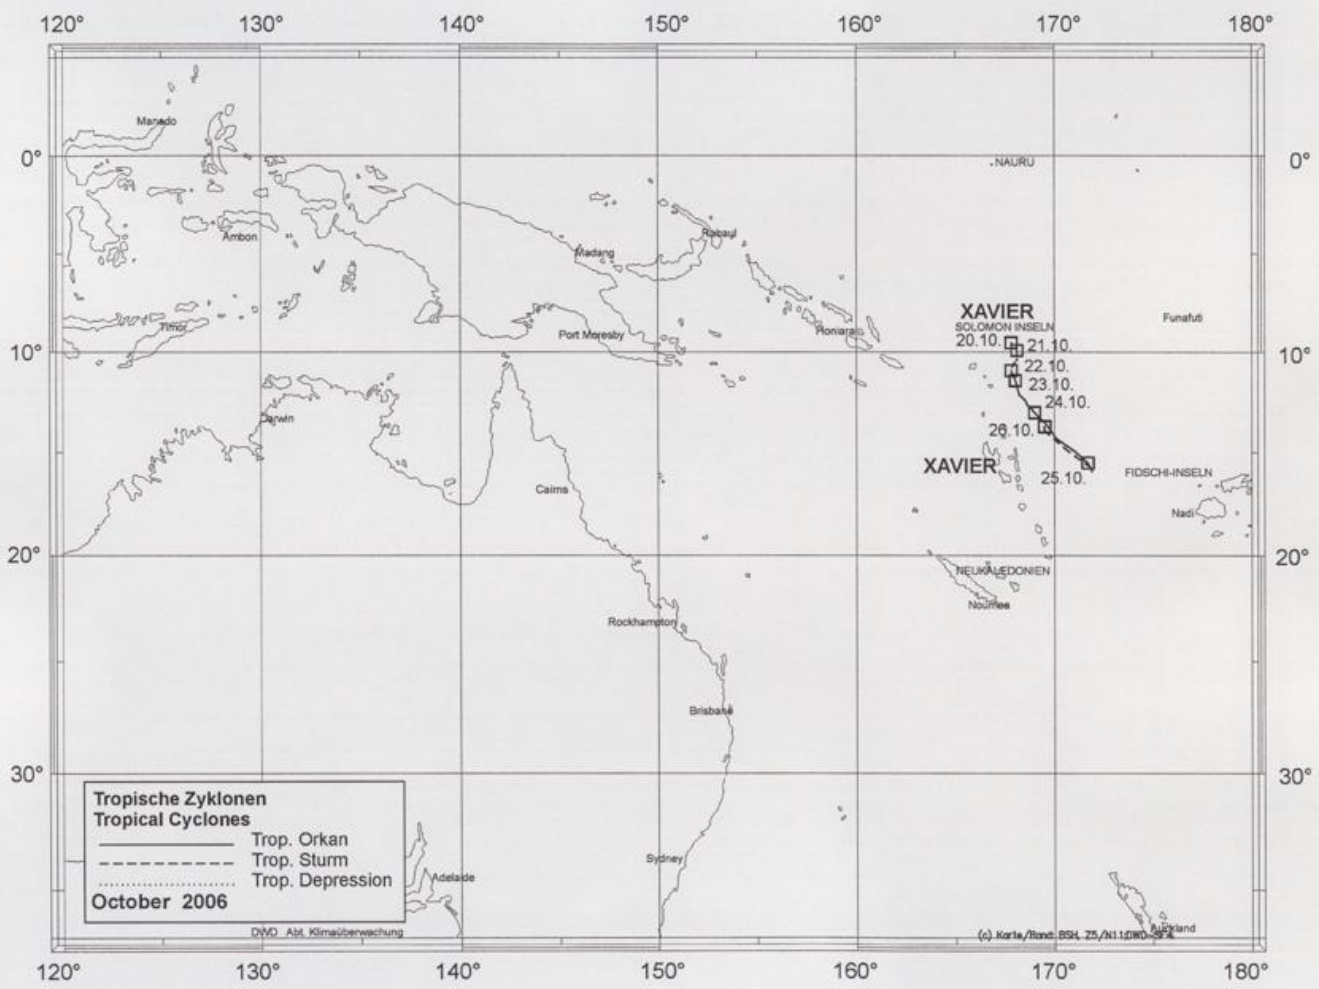 120° 130° 140° 150° 160° 170° 180°
Manado
0° NAURU 0°
Ambon
Rabaul
Madang
XAVIER
Timor
Port Moresby
Honiara
SOLOMON INSELN
Funafuti
20.10. 21.10.
10° 10°
22.10.
23.10.
24.10.
Darwin
26.10.
XAVIER
FIDSCHI-INSELN
25.10.
Cairns
Nadi
20° 20°
NEUKALEDONIEN
Noumea
Rockhampton
Brisbane
30° 30°
Tropische Zyklonen
Tropical Cyclones
Trop. Orkan
Trop. Sturm
Trop. Depression
October 2006
Sydney
Adelaide
Auckland
DWD Abt. Klimaüberwachung
(c) Karte/Rand: BSH,
120° 130° 140° 150° 160° 170° 180°